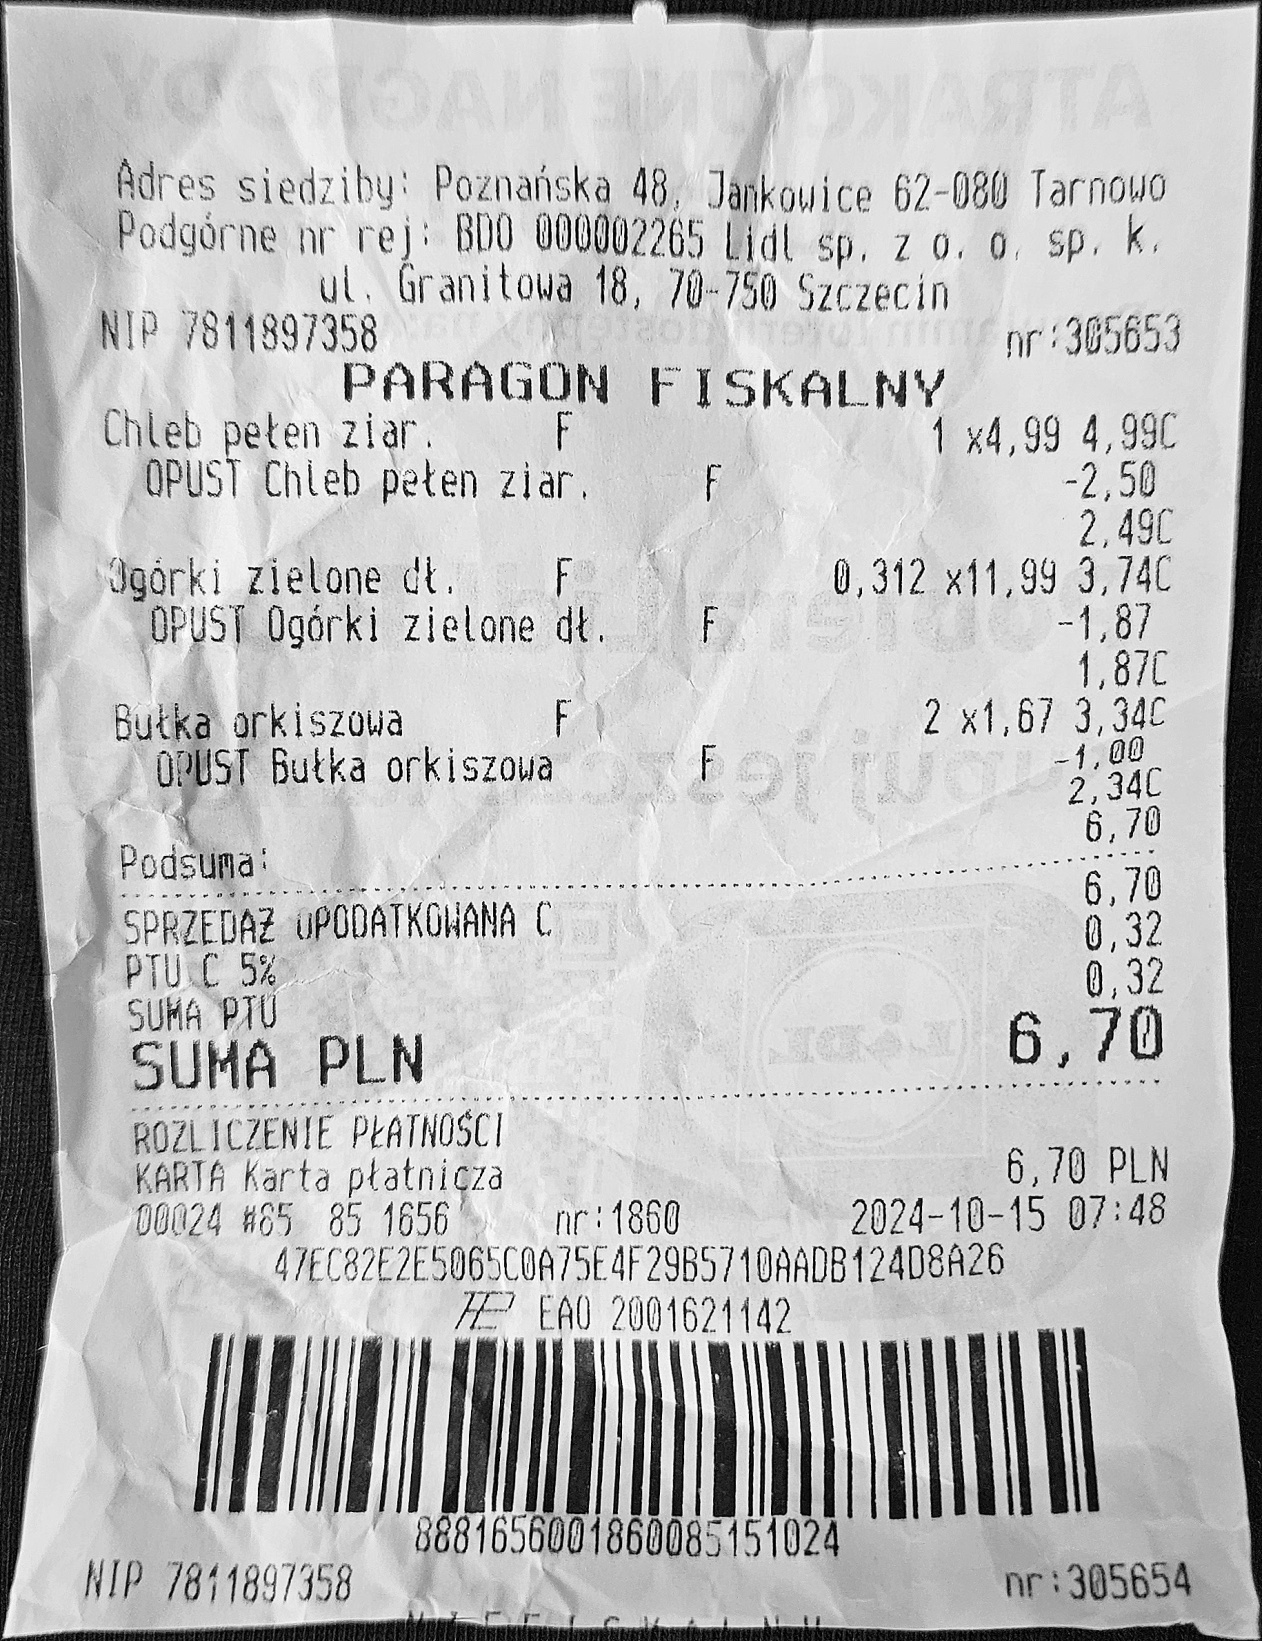 Adres siedziby: Poznańska 48, Jankowice 62-080 Tarnowo
Podgórne nr rej: BDO 000002265 Lidl sp. z o. o. sp. k.
ul. Granitowa 18, 70-750 Szczecin
NIP 7811897358 nr:305653
PARAGON FISKALNY
Chleb pełen ziar. F 1 x4,99 4,99C
OPUST Chleb pełen ziar. F -2,50
2,49C
Ogórki zielone dł. F 0,312 x11,99 3,74C
OPUST Ogórki zielone dł. F -1,87
1,87C
Bułka orkiszowa F 2 x1,67 3,34C
OPUST Bułka orkiszowa F -1,00
2,34C
Podsuma: 6,70
SPRZEDAŻ OPODATKOWANA C 6,70
PTU C 5% 0,32
SUMA PTU 0,32
SUMA PLN 6,70
ROZLICZENIE PŁATNOŚCI
KARTA Karta płatnicza 6,70 PLN
00024 #65 85 1656 nr:1860 2024-10-15 07:48
47EC82E2E5065C0A75E4F29B5710AADB124D8A26
EAO 2001621142
8881656001860085151024
NIP 7811897358 nr:305654